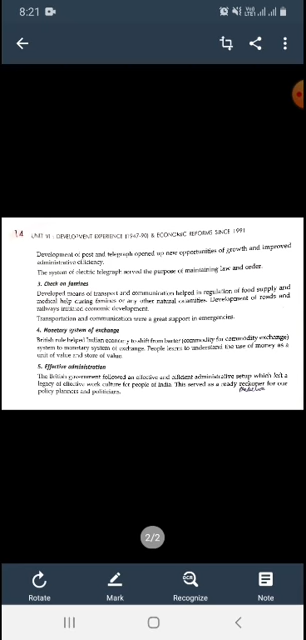 8:21
14 UNIT VI : DEVELOPMENT EXPERIENCE (1947-90) & ECONOMIC REFORMS SINCE 1991
Development of post and telegraph opened up new opportunities of growth and improved
administrative efficiency.
The system of electric telegraph served the purpose of maintaining law and order.
3. Check on famines
Developed means of transport and communication helped in regulation of food supply and
medical help during famines or any other natural calamities. Development of roads and
railways initiated economic development.
Transportation and communication were a great support in emergencies.
4. Monetary system of exchange
British rule helped Indian economy to shift from barter (commodity for commodity exchange)
system to monetary system of exchange. People learnt to understand the use of money as a
unit of value and store of value.
5. Effective administration
The British government followed an effective and efficient administrative setup which left a
legacy of effective work culture for people of India. This served as a ready reckoner for our
policy planners and politicians.
2/2
OCR
Rotate Mark Recognize Note